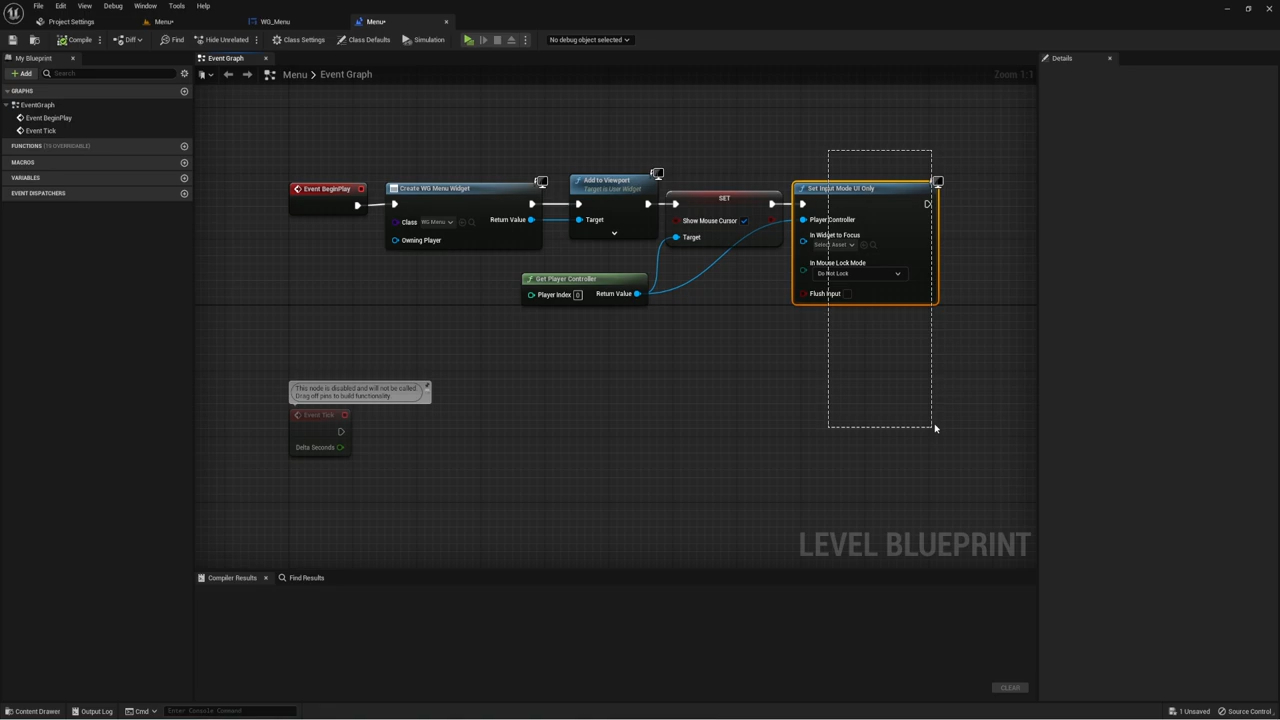 File Edit View Debug Window Tools Help
Project Settings Menu• WG_Menu Menu•
Compile Diff Find Hide Unrelated Class Settings Class Defaults Simulation No debug object selected
My Blueprint Event Graph Details
Add Search Menu > Event Graph Zoom 1:1
GRAPHS
EventGraph
Event BeginPlay
Event Tick
FUNCTIONS (10 OVERRIDABLE)
MACROS
VARIABLES
EVENT DISPATCHERS
Event BeginPlay
Create WG Menu Widget
Class WG Menu
Return Value
Owning Player
Add to Viewport
Target is User Widget
Target
SET
Show Mouse Cursor
Target
Get Player Controller
Player Index 0 Return Value
Set Input Mode UI Only
Player Controller
In Widget to Focus
Select Asset
In Mouse Lock Mode
Do Not Lock
Flush Input
This node is disabled and will not be called.
Drag off pins to build functionality.
Event Tick
Delta Seconds
LEVEL BLUEPRINT
Compiler Results Find Results
CLEAR
Content Drawer Output Log Cmd Enter Console Command 1 Unsaved Source Control